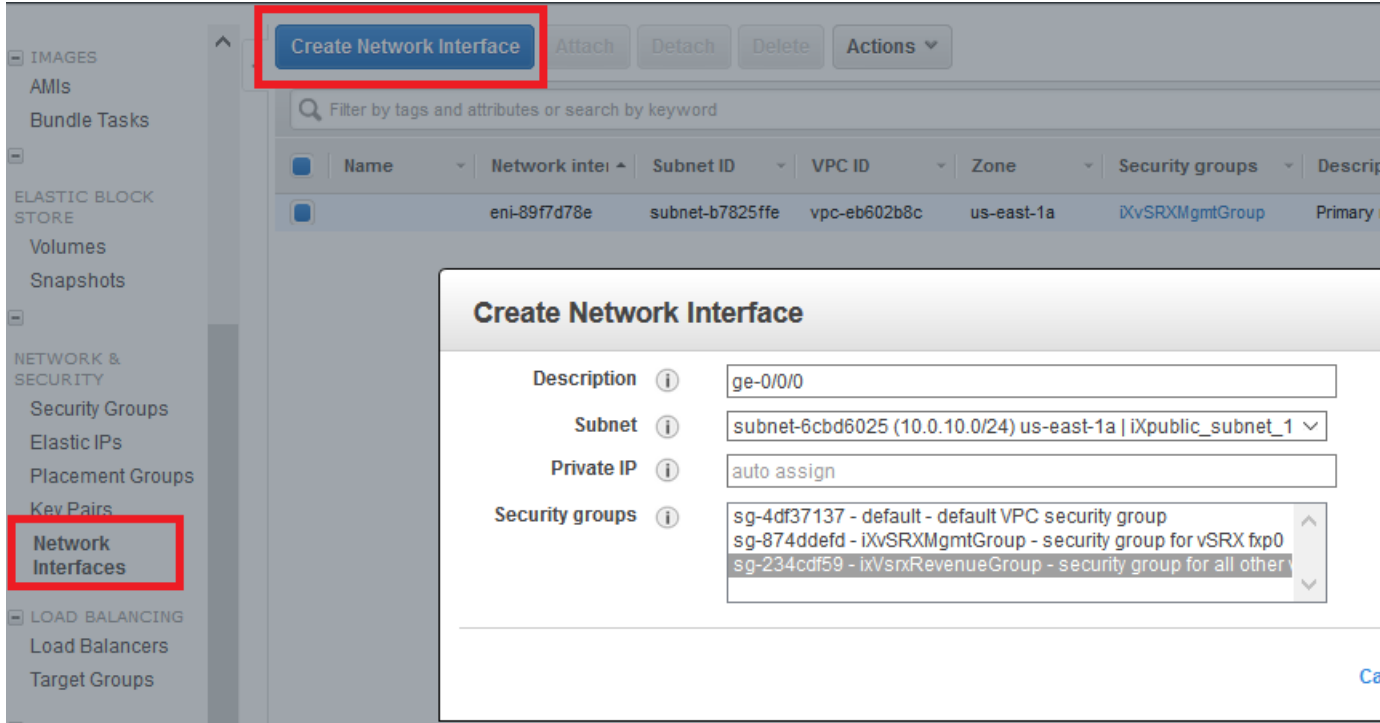 IMAGES
AMIs
Bundle Tasks
ELASTIC BLOCK
STORE
Volumes
Snapshots
NETWORK &
SECURITY
Security Groups
Elastic IPs
Placement Groups
Key Pairs
Network
Interfaces
LOAD BALANCING
Load Balancers
Target Groups
Create Network Interface Attach Detach Delete Actions
Filter by tags and attributes or search by keyword
Name Network inter Subnet ID VPC ID Zone Security groups Descrip
eni-89f7d78e subnet-b7825ffe vpc-eb602b8c us-east-1a iXvSRXMgmtGroup Primary
Create Network Interface
Description ge-0/0/0
Subnet subnet-6cbd6025 (10.0.10.0/24) us-east-1a | iXpublic_subnet_1
Private IP auto assign
Security groups sg-4df37137 - default - default VPC security group
sg-874ddefd - iXvSRXMgmtGroup - security group for vSRX fxp0
sg-234cdf59 - ixVsrxRevenueGroup - security group for all other
Ca